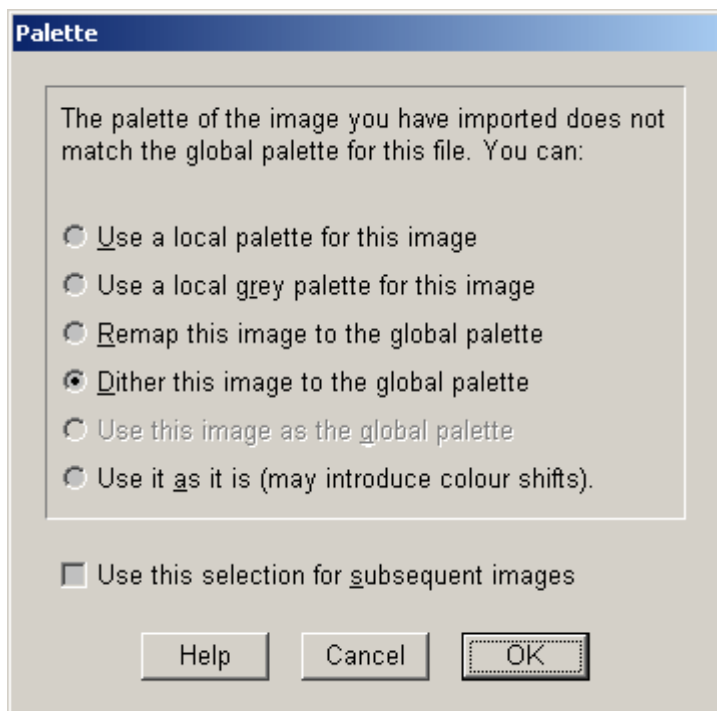 Palette
The palette of the image you have imported does not
match the global palette for this file. You can:
Use a local palette for this image
Use a local grey palette for this image
Remap this image to the global palette
Dither this image to the global palette
Use this image as the global palette
Use it as it is (may introduce colour shifts).
Use this selection for subsequent images
Help Cancel OK